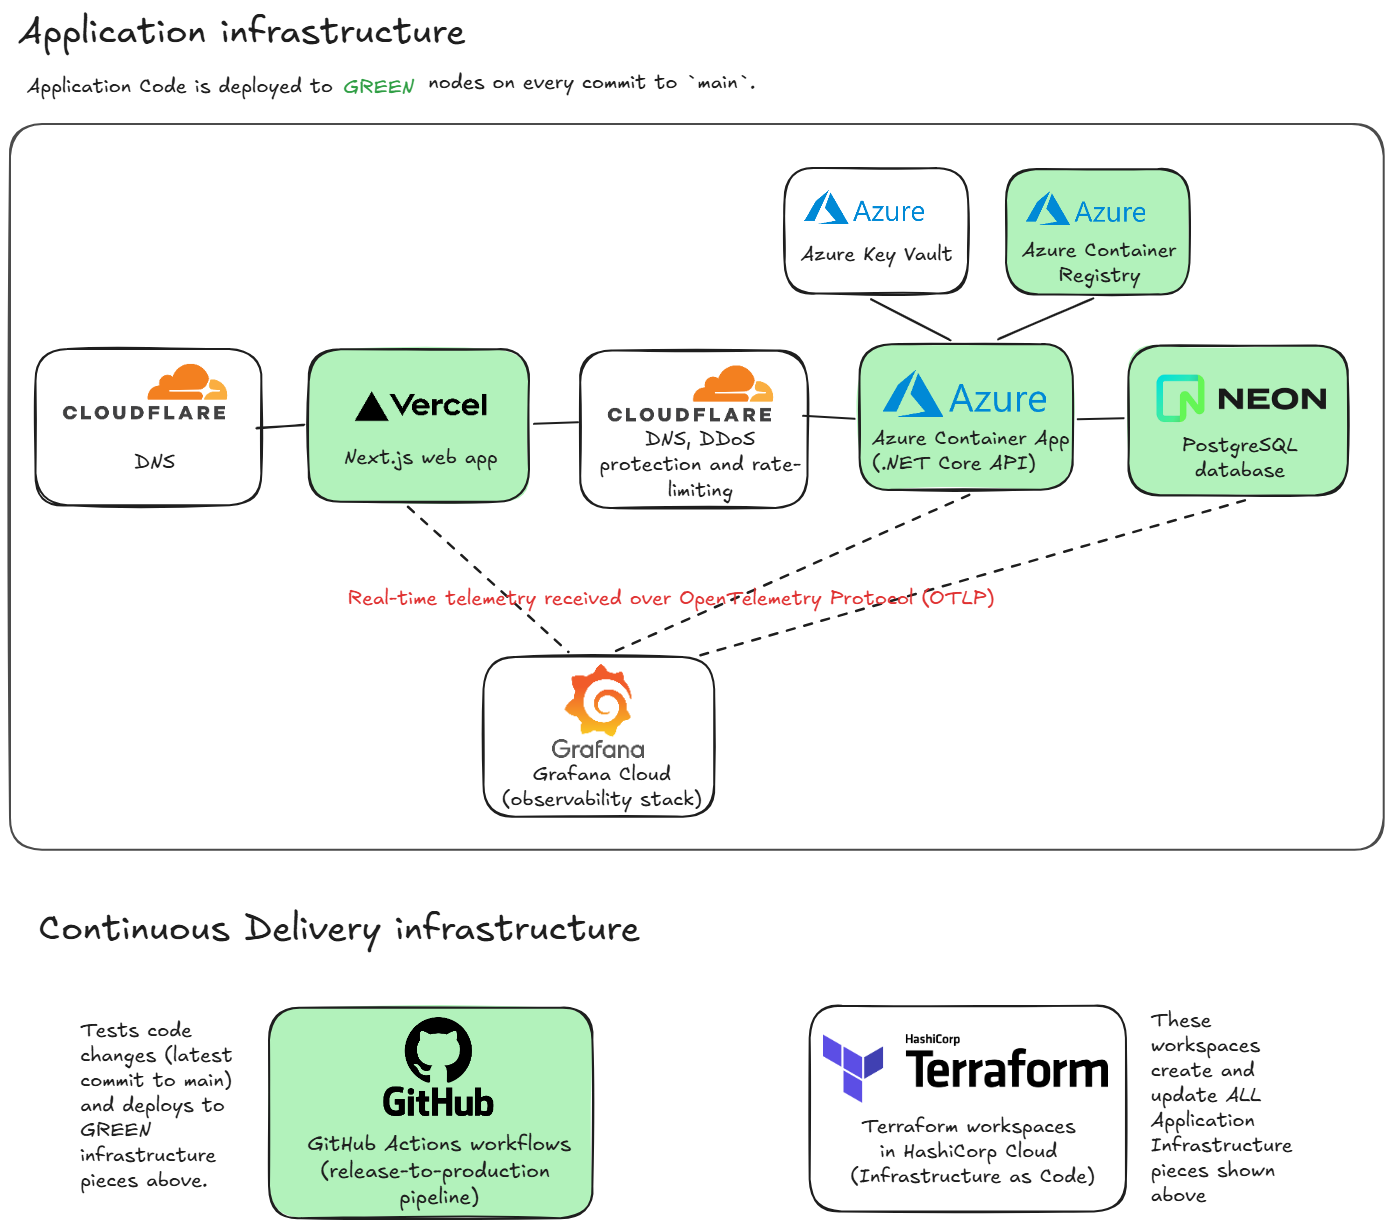 Application infrastructure
Application Code is deployed to GREEN nodes on every commit to `main`.
Azure
Azure Key Vault
Azure
Azure Container
Registry
CLOUDFLARE
DNS
Vercel
Next.js web app
CLOUDFLARE
DNS, DDoS
protection and rate-
limiting
Azure
Azure Container App
(.NET Core API)
NEON
PostgreSQL
database
Real-time telemetry received over OpenTelemetry Protocol (OTLP)
Grafana
Grafana Cloud
(observability stack)
Continuous Delivery infrastructure
Tests code
changes (latest
commit to main)
and deploys to
GREEN
infrastructure
pieces above.
GitHub
GitHub Actions workflows
(release-to-production
pipeline)
HashiCorp
Terraform
Terraform workspaces
in HashiCorp Cloud
(Infrastructure as Code)
These
workspaces
create and
update ALL
Application
Infrastructure
pieces shown
above